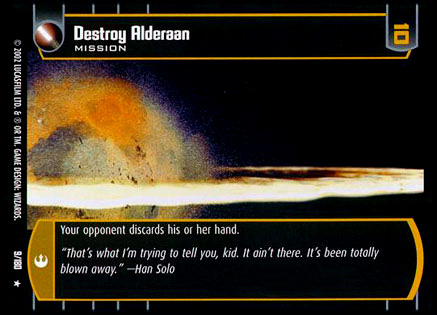 Destroy Alderaan
MISSION
10
Your opponent discards his or her hand.
“That’s what I’m trying to tell you, kid. It ain’t there. It’s been totally
blown away.” –Han Solo
© 2002 LUCASFILM LTD. & ® OR TM. GAME DESIGN: WIZARDS.
9/180